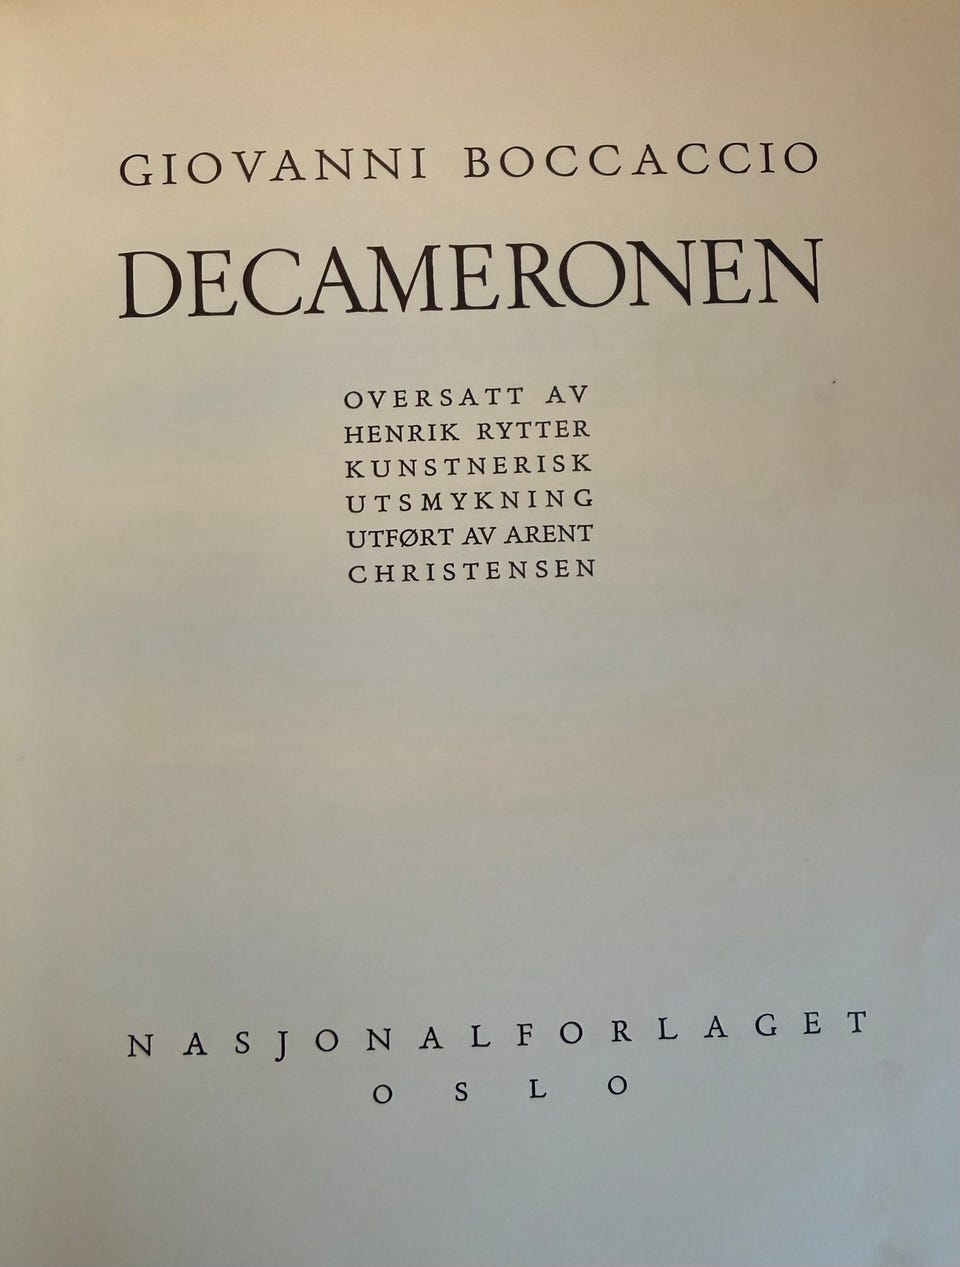 GIOVANNI BOCCACCIO
DECAMERONEN
OVERSATT AV
HENRIK RYTTER
KUNSTNERISK
UTSMYKNING
UTFØRT AV ARENT
CHRISTENSEN
NASJONALFORLAGET
OSLO